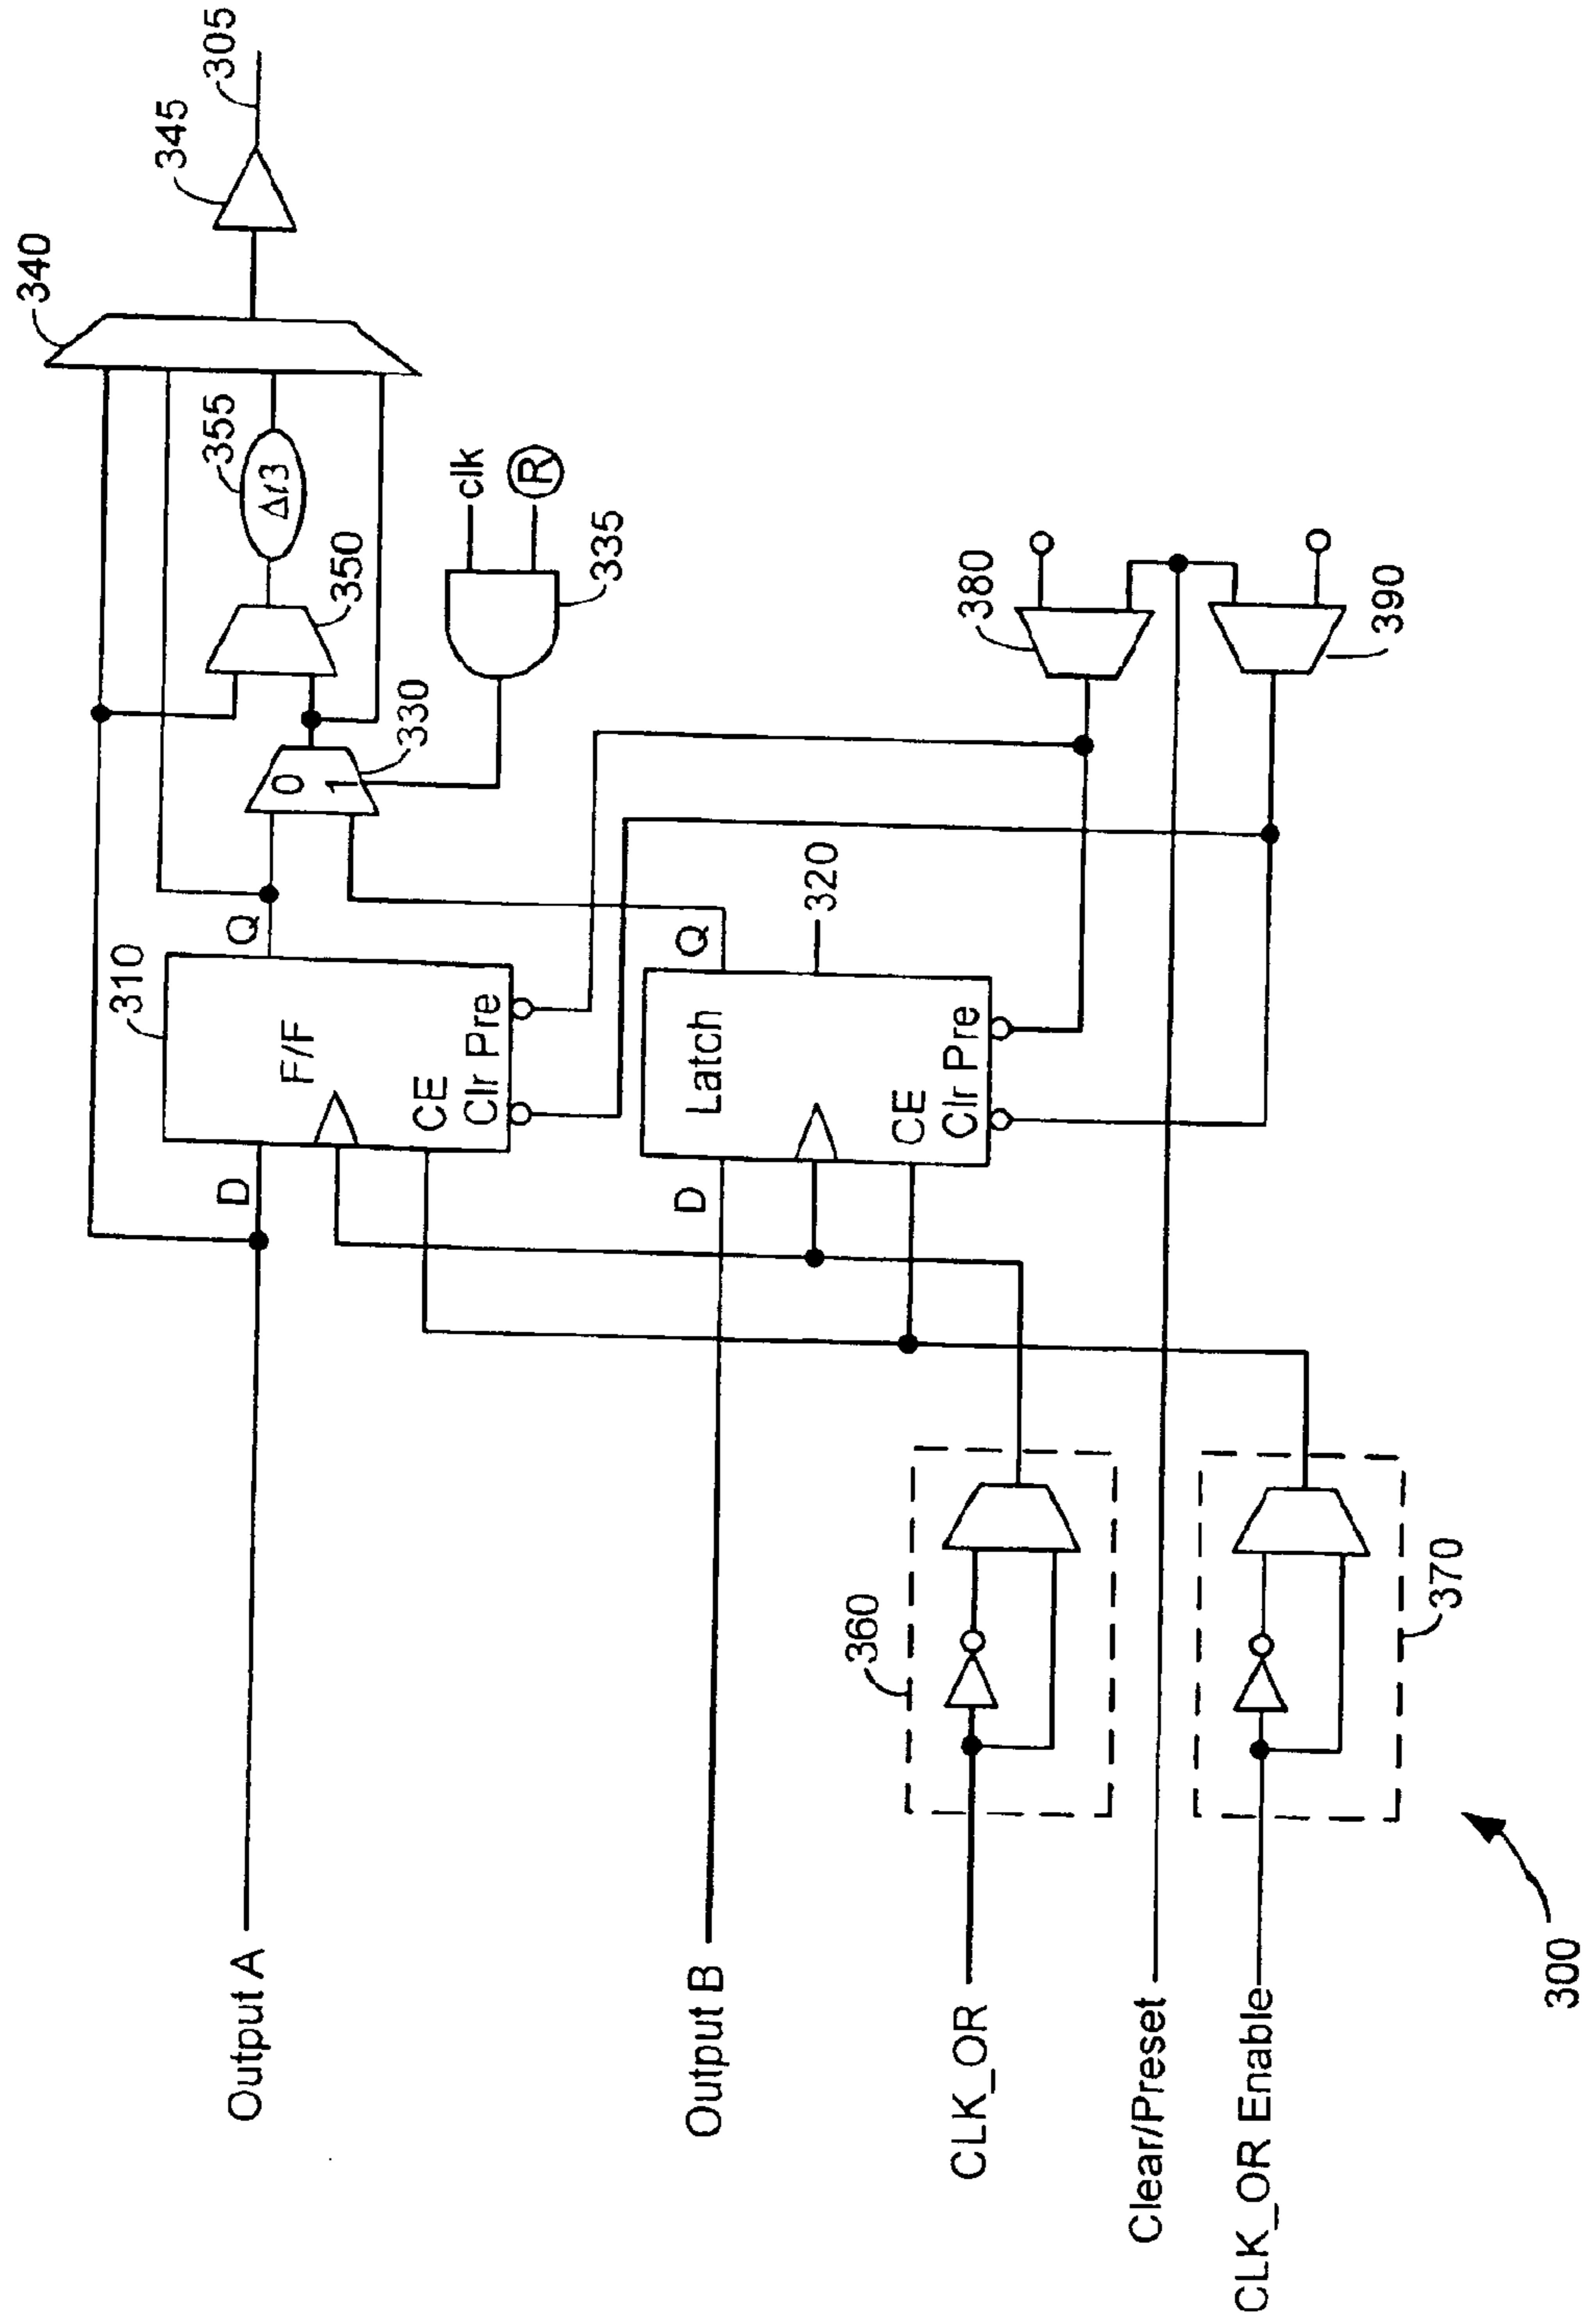 Output A
Output B
CLK_OR
Clear/Preset
CLK_OR Enable
300
360
370
D
310
F/F
CE
Clr Pre
Q
D
Latch
CE
Clr Pre
Q
320
0
1
330
350
Δt3
355
clk
R
335
380
390
340
345
305